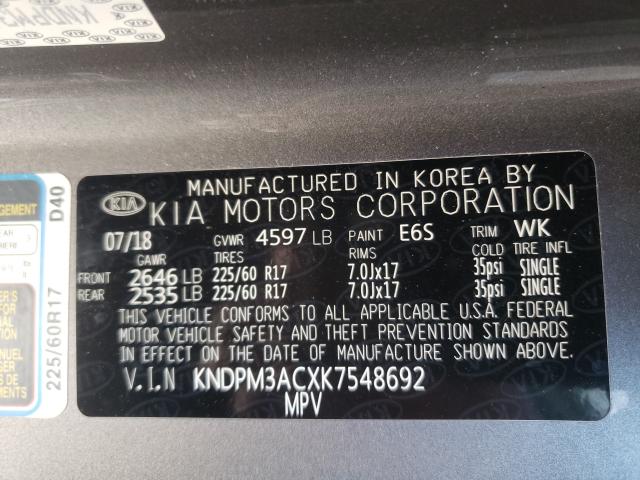 KNDPM3
D40
225/60R17
MANUFACTURED IN KOREA BY
KIA KIA MOTORS CORPORATION
07/18 GVWR 4597 LB PAINT E6S TRIM WK
GAWR TIRES RIMS COLD TIRE INFL
FRONT 2646 LB 225/60 R17 7.0Jx17 35psi SINGLE
REAR 2535 LB 225/60 R17 7.0Jx17 35psi SINGLE
THIS VEHICLE CONFORMS TO ALL APPLICABLE U.S.A. FEDERAL
MOTOR VEHICLE SAFETY AND THEFT PREVENTION STANDARDS
IN EFFECT ON THE DATE OF MANUFACTURE SHOWN ABOVE.
V.I.N KNDPM3ACXK7548692
MPV